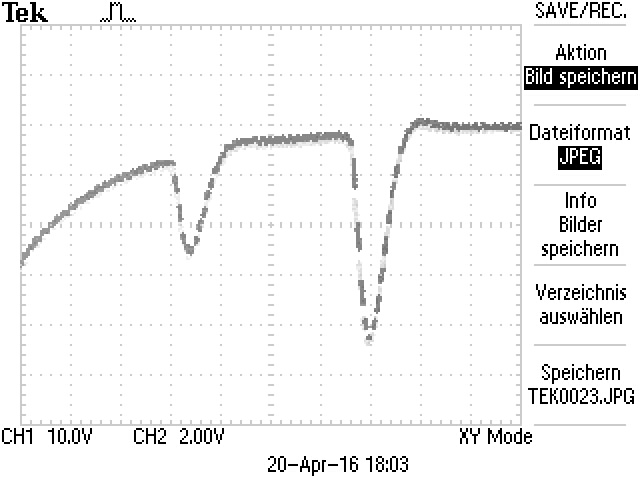 Tek
SAVE/REC.
Aktion
Bild speichern
Dateiformat
JPEG
Info
Bilder
speichern
Verzeichnis
auswählen
Speichern
TEK0023.JPG
CH1 10.0V CH2 2.00V XY Mode
20-Apr-16 18:03